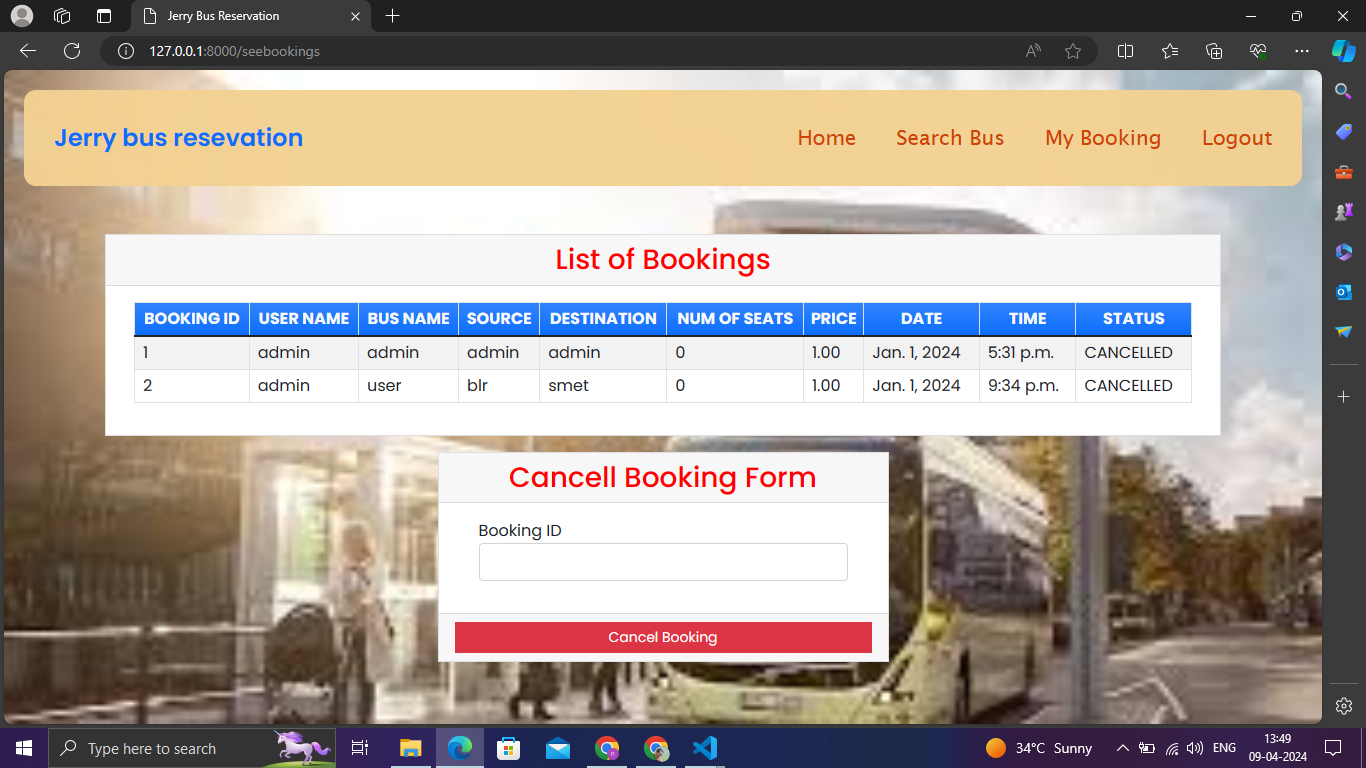 Jerry Bus Reservation
127.0.0.1:8000/seebookings
Jerry bus resevation
Home Search Bus My Booking Logout
List of Bookings
BOOKING ID USER NAME BUS NAME SOURCE DESTINATION NUM OF SEATS PRICE DATE TIME STATUS
1 admin admin admin admin 0 1.00 Jan. 1, 2024 5:31 p.m. CANCELLED
2 admin user blr smet 0 1.00 Jan. 1, 2024 9:34 p.m. CANCELLED
Cancell Booking Form
Booking ID
Cancel Booking
Type here to search
34°C Sunny
ENG
13:49
09-04-2024